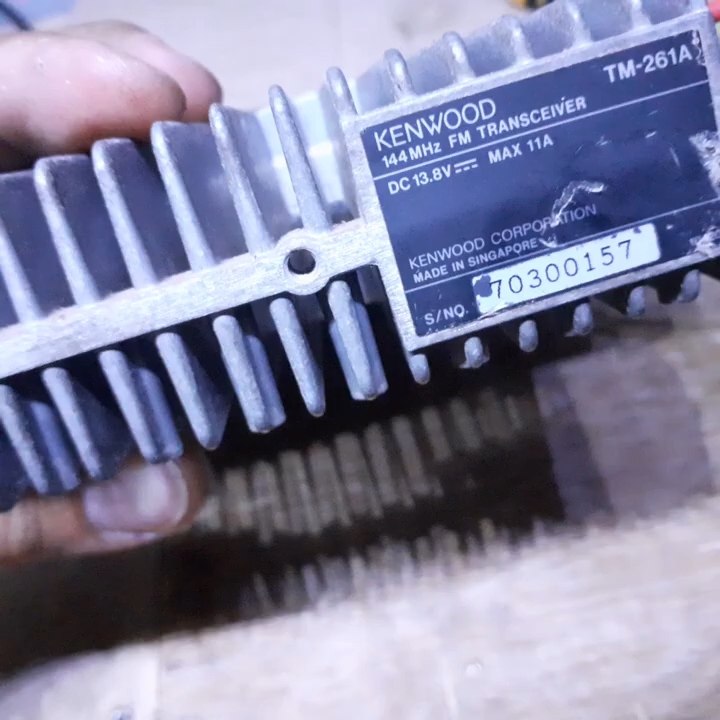 TM-261A
KENWOOD
144MHz FM TRANSCEIVER
DC 13.8V MAX 11A
KENWOOD CORPORATION
MADE IN SINGAPORE
S/NO. 70300157